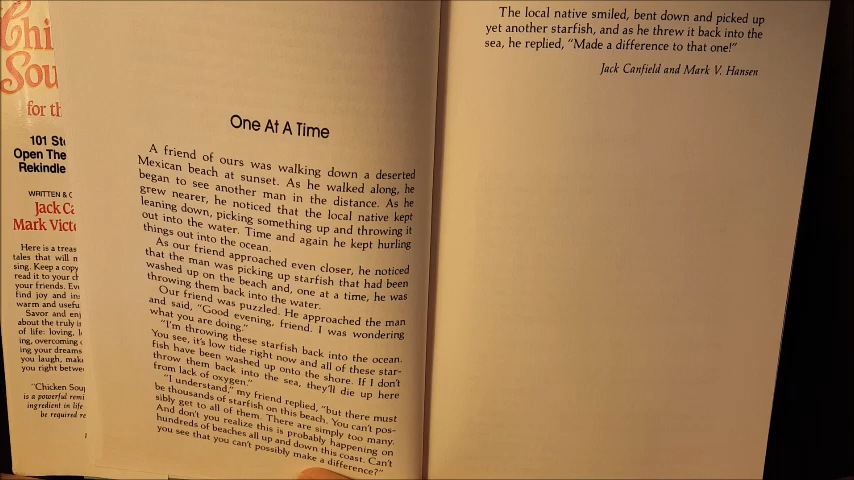 Chi
Sou
for th
101 St
Open The
Rekindle
WRITTEN & C
Jack Ca
Mark Victo
Here is a treas
tales that will n
sing. Keep a copy
read it to your ch
your friends. Eve
find joy and ins
warm and usefu
Savor and enj
about the truly i
of life: loving, l
ing, overcoming
ing your dreams
you laugh, make
you right betwe
"Chicken Soup
is a powerful remi
ingredient in life
be required re
One At A Time
A friend of ours was walking down a deserted
Mexican beach at sunset. As he walked along, he
began to see another man in the distance. As he
grew nearer, he noticed that the local native kept
leaning down, picking something up and throwing it
out into the water. Time and again he kept hurling
things out into the ocean.
As our friend approached even closer, he noticed
that the man was picking up starfish that had been
washed up on the beach and, one at a time, he was
throwing them back into the water.
Our friend was puzzled. He approached the man
and said, "Good evening, friend. I was wondering
what you are doing."
"I'm throwing these starfish back into the ocean.
You see, it's low tide right now and all of these star-
fish have been washed up onto the shore. If I don't
throw them back into the sea, they'll die up here
from lack of oxygen."
"I understand," my friend replied, "but there must
be thousands of starfish on this beach. You can't pos-
sibly get to all of them. There are simply too many.
And don't you realize this is probably happening on
hundreds of beaches all up and down this coast. Can't
you see that you can't possibly make a difference?"
The local native smiled, bent down and picked up
yet another starfish, and as he threw it back into the
sea, he replied, "Made a difference to that one!"
Jack Canfield and Mark V. Hansen